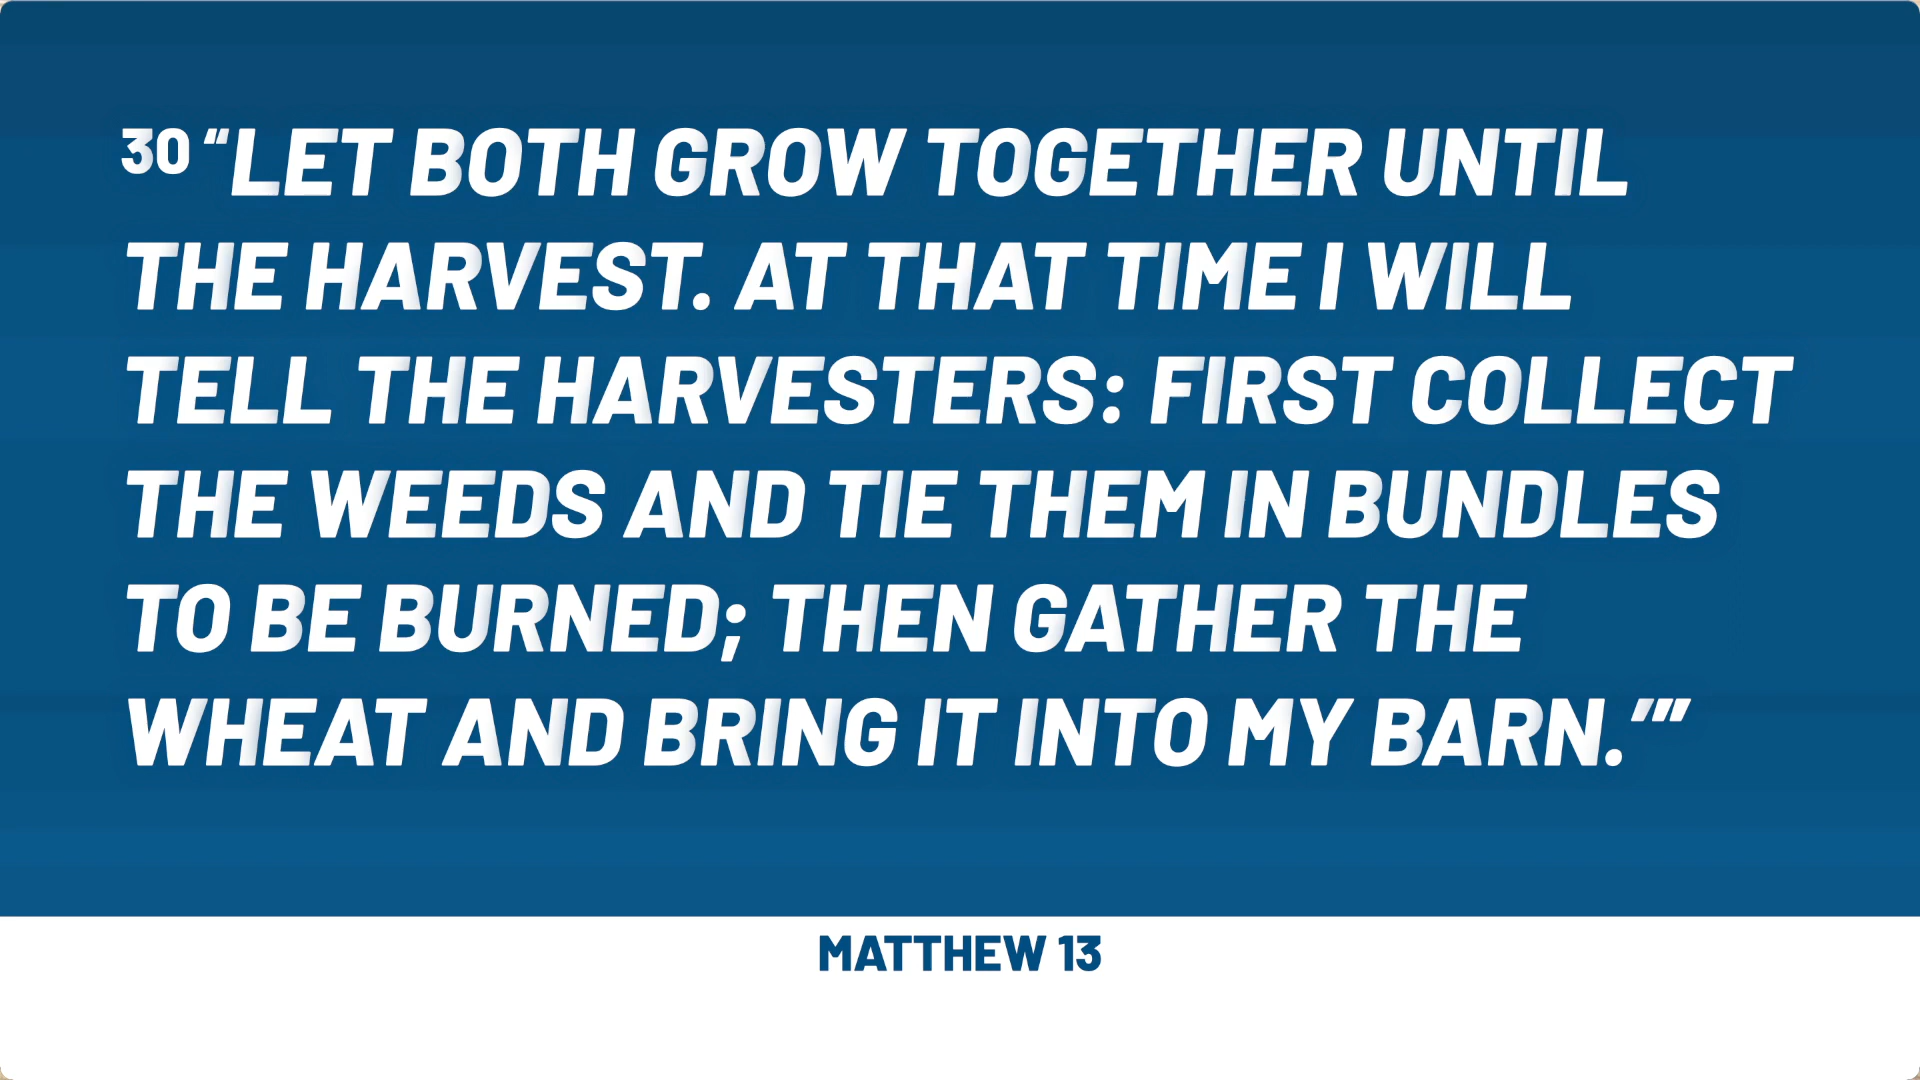 30 “LET BOTH GROW TOGETHER UNTIL
THE HARVEST. AT THAT TIME I WILL
TELL THE HARVESTERS: FIRST COLLECT
THE WEEDS AND TIE THEM IN BUNDLES
TO BE BURNED; THEN GATHER THE
WHEAT AND BRING IT INTO MY BARN.’”
MATTHEW 13